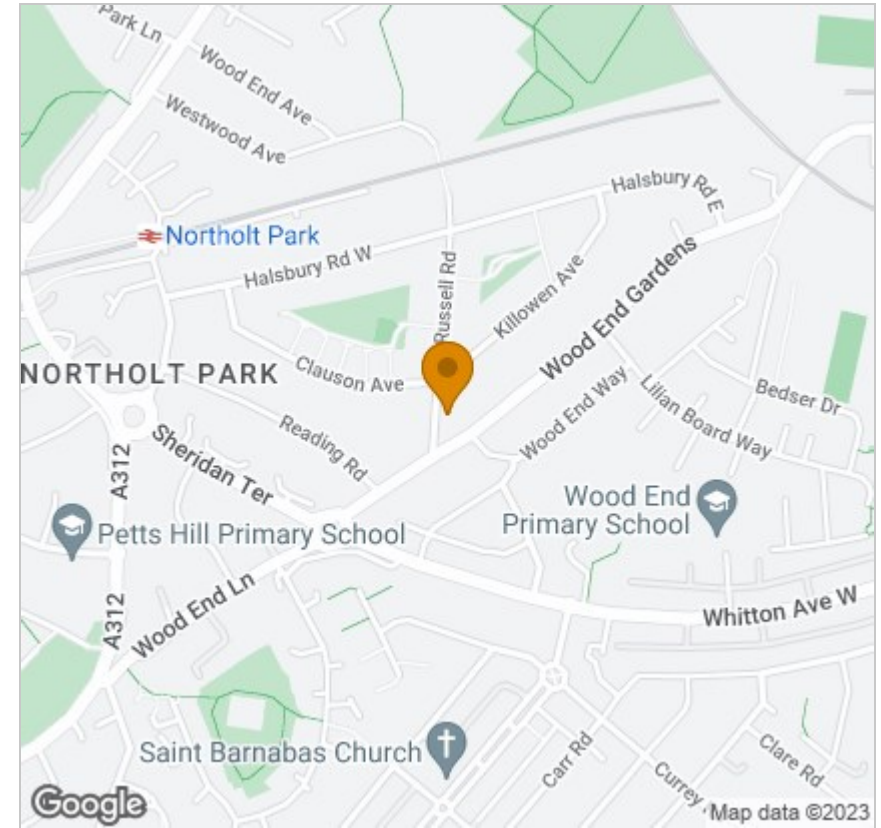 Park Ln
Wood End Ave
Westwood Ave
Halsbury Rd E
Northolt Park
Halsbury Rd W
Russell Rd
Killowen Ave
Wood End Gardens
NORTHOLT PARK
Clauson Ave
Wood End Way
Lilian Board Way
Bedser Dr
Reading Rd
Sheridan Ter
A312
Wood End
Primary School
Petts Hill Primary School
Wood End Ln
A312
Whitton Ave W
Saint Barnabas Church
Carr Rd
Currey
Clare Rd
Google
Map data ©2023